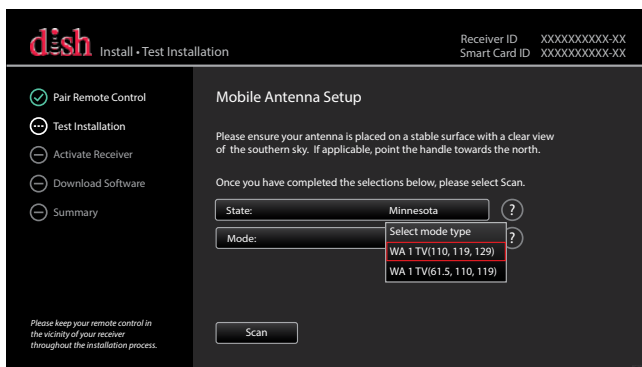 dish Install • Test Installation
Receiver ID XXXXXXXXXX-XX
Smart Card ID XXXXXXXXXX-XX
Pair Remote Control
Test Installation
Activate Receiver
Download Software
Summary
Please keep your remote control in
the vicinity of your receiver
throughout the installation process.
Mobile Antenna Setup
Please ensure your antenna is placed on a stable surface with a clear view
of the southern sky. If applicable, point the handle towards the north.
Once you have completed the selections below, please select Scan.
State: Minnesota ?
Mode: ?
Select mode type
WA 1 TV(110, 119, 129)
WA 1 TV(61.5, 110, 119)
Scan